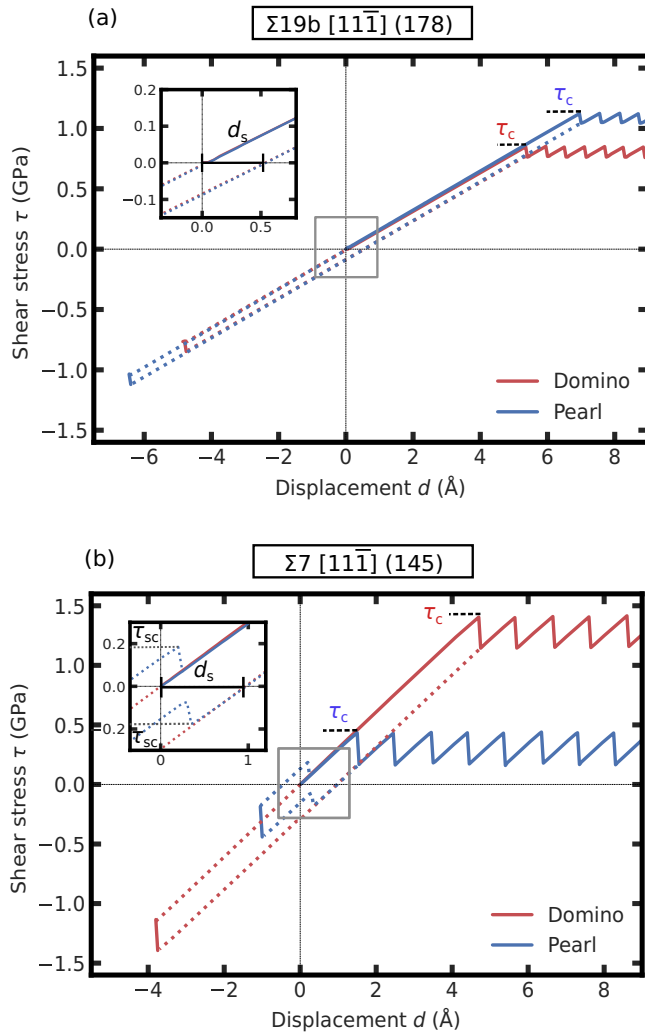 (a)
Σ19b [11̅1̅] (178)
Shear stress τ (GPa)
1.5
1.0
0.5
0.0
−0.5
−1.0
−1.5
0.2
0.1
0.0
−0.1
0.0
0.5
d_s
τ_c
τ_c
Domino
Pearl
−6
−4
−2
0
2
4
6
8
Displacement d (Å)
(b)
Σ7 [11̅1̅] (145)
Shear stress τ (GPa)
1.5
1.0
0.5
0.0
−0.5
−1.0
−1.5
0.2
0.0
−0.2
0
1
τ_sc
d_s
τ_sc
τ_c
τ_c
Domino
Pearl
−4
−2
0
2
4
6
8
Displacement d (Å)